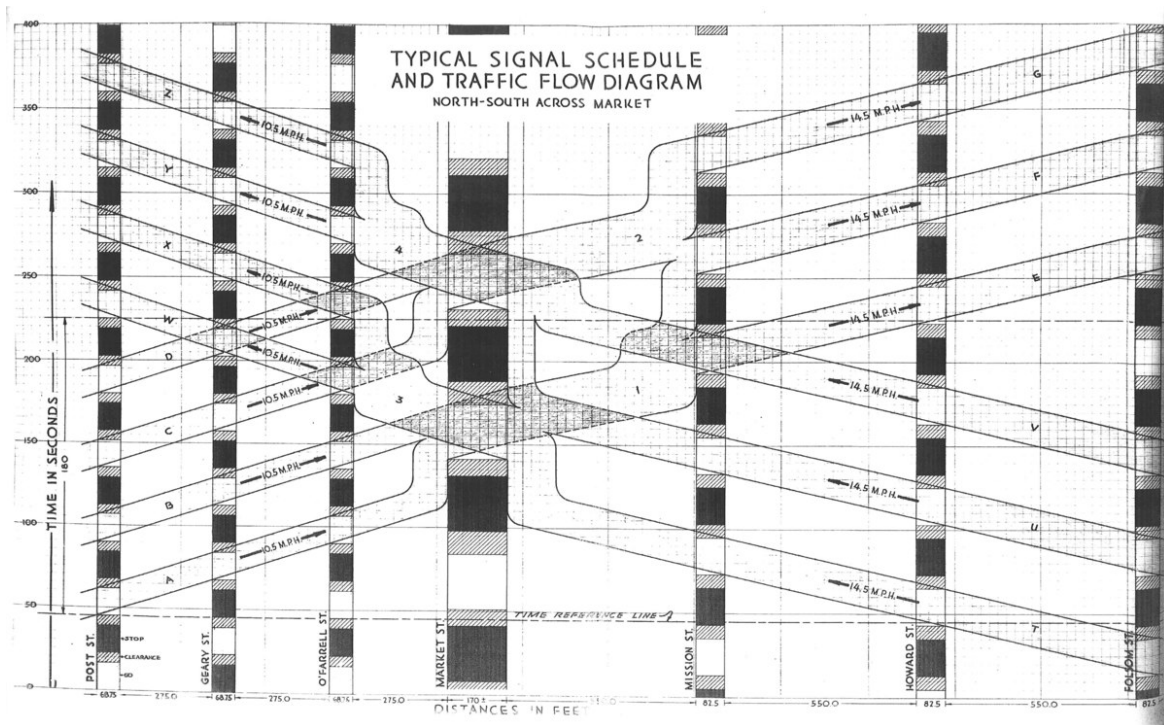 TYPICAL SIGNAL SCHEDULE
AND TRAFFIC FLOW DIAGRAM
NORTH-SOUTH ACROSS MARKET
400
350
300
250
200
150
100
50
0
TIME IN SECONDS
180
Z
Y
X
W
D
C
B
A
10.5 M.P.H.
10.5 M.P.H.
10.5 M.P.H.
10.5 M.P.H.
10.5 M.P.H.
10.5 M.P.H.
10.5 M.P.H.
10.5 M.P.H.
4
3
2
1
14.5 M.P.H.
14.5 M.P.H.
14.5 M.P.H.
14.5 M.P.H.
14.5 M.P.H.
14.5 M.P.H.
G
F
E
V
U
T
TIME REFERENCE LINE
POST ST.
STOP
CLEARANCE
GO
GEARY ST.
O'FARRELL ST.
MARKET ST.
MISSION ST.
HOWARD ST.
FOLSOM ST.
68.75
275.0
68.75
275.0
68.75
275.0
82.5
550.0
82.5
550.0
82.5
DISTANCES IN FEET